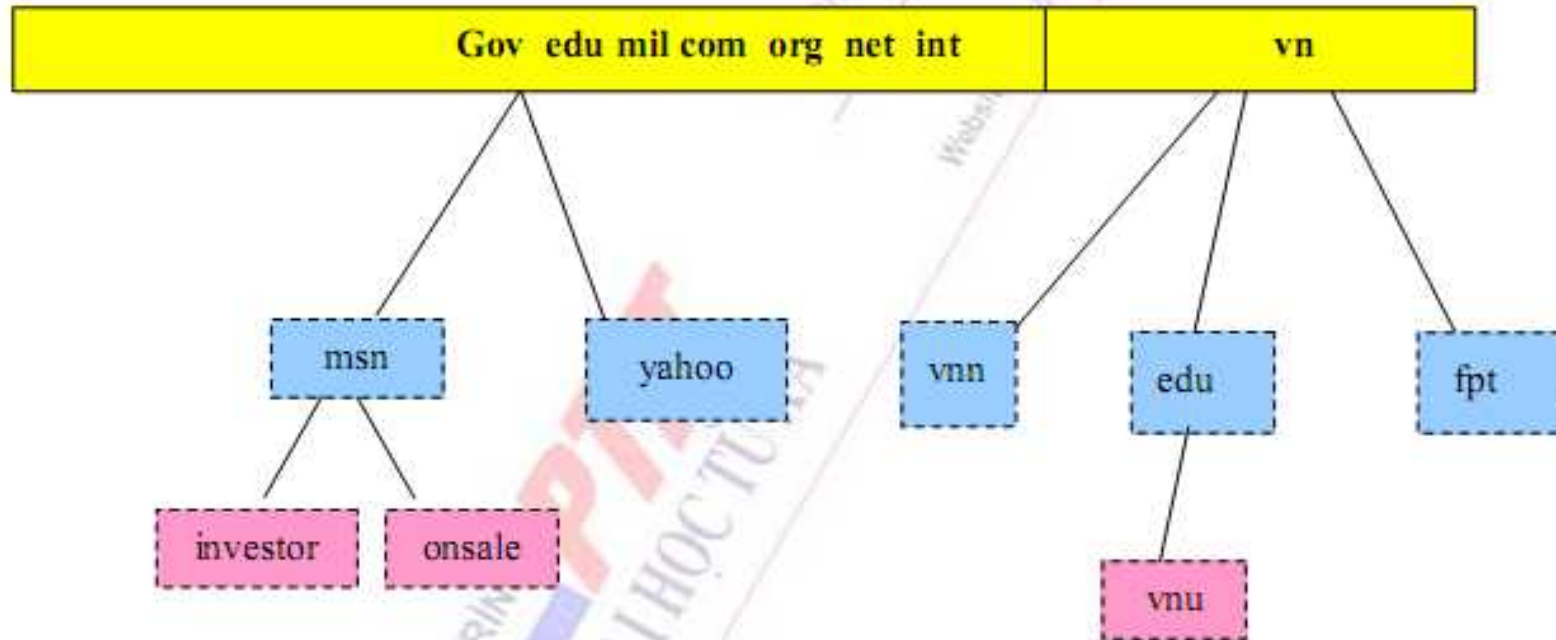 Gov edu mil com org net int vn
msn yahoo vnn edu fpt
investor onsale
vnu